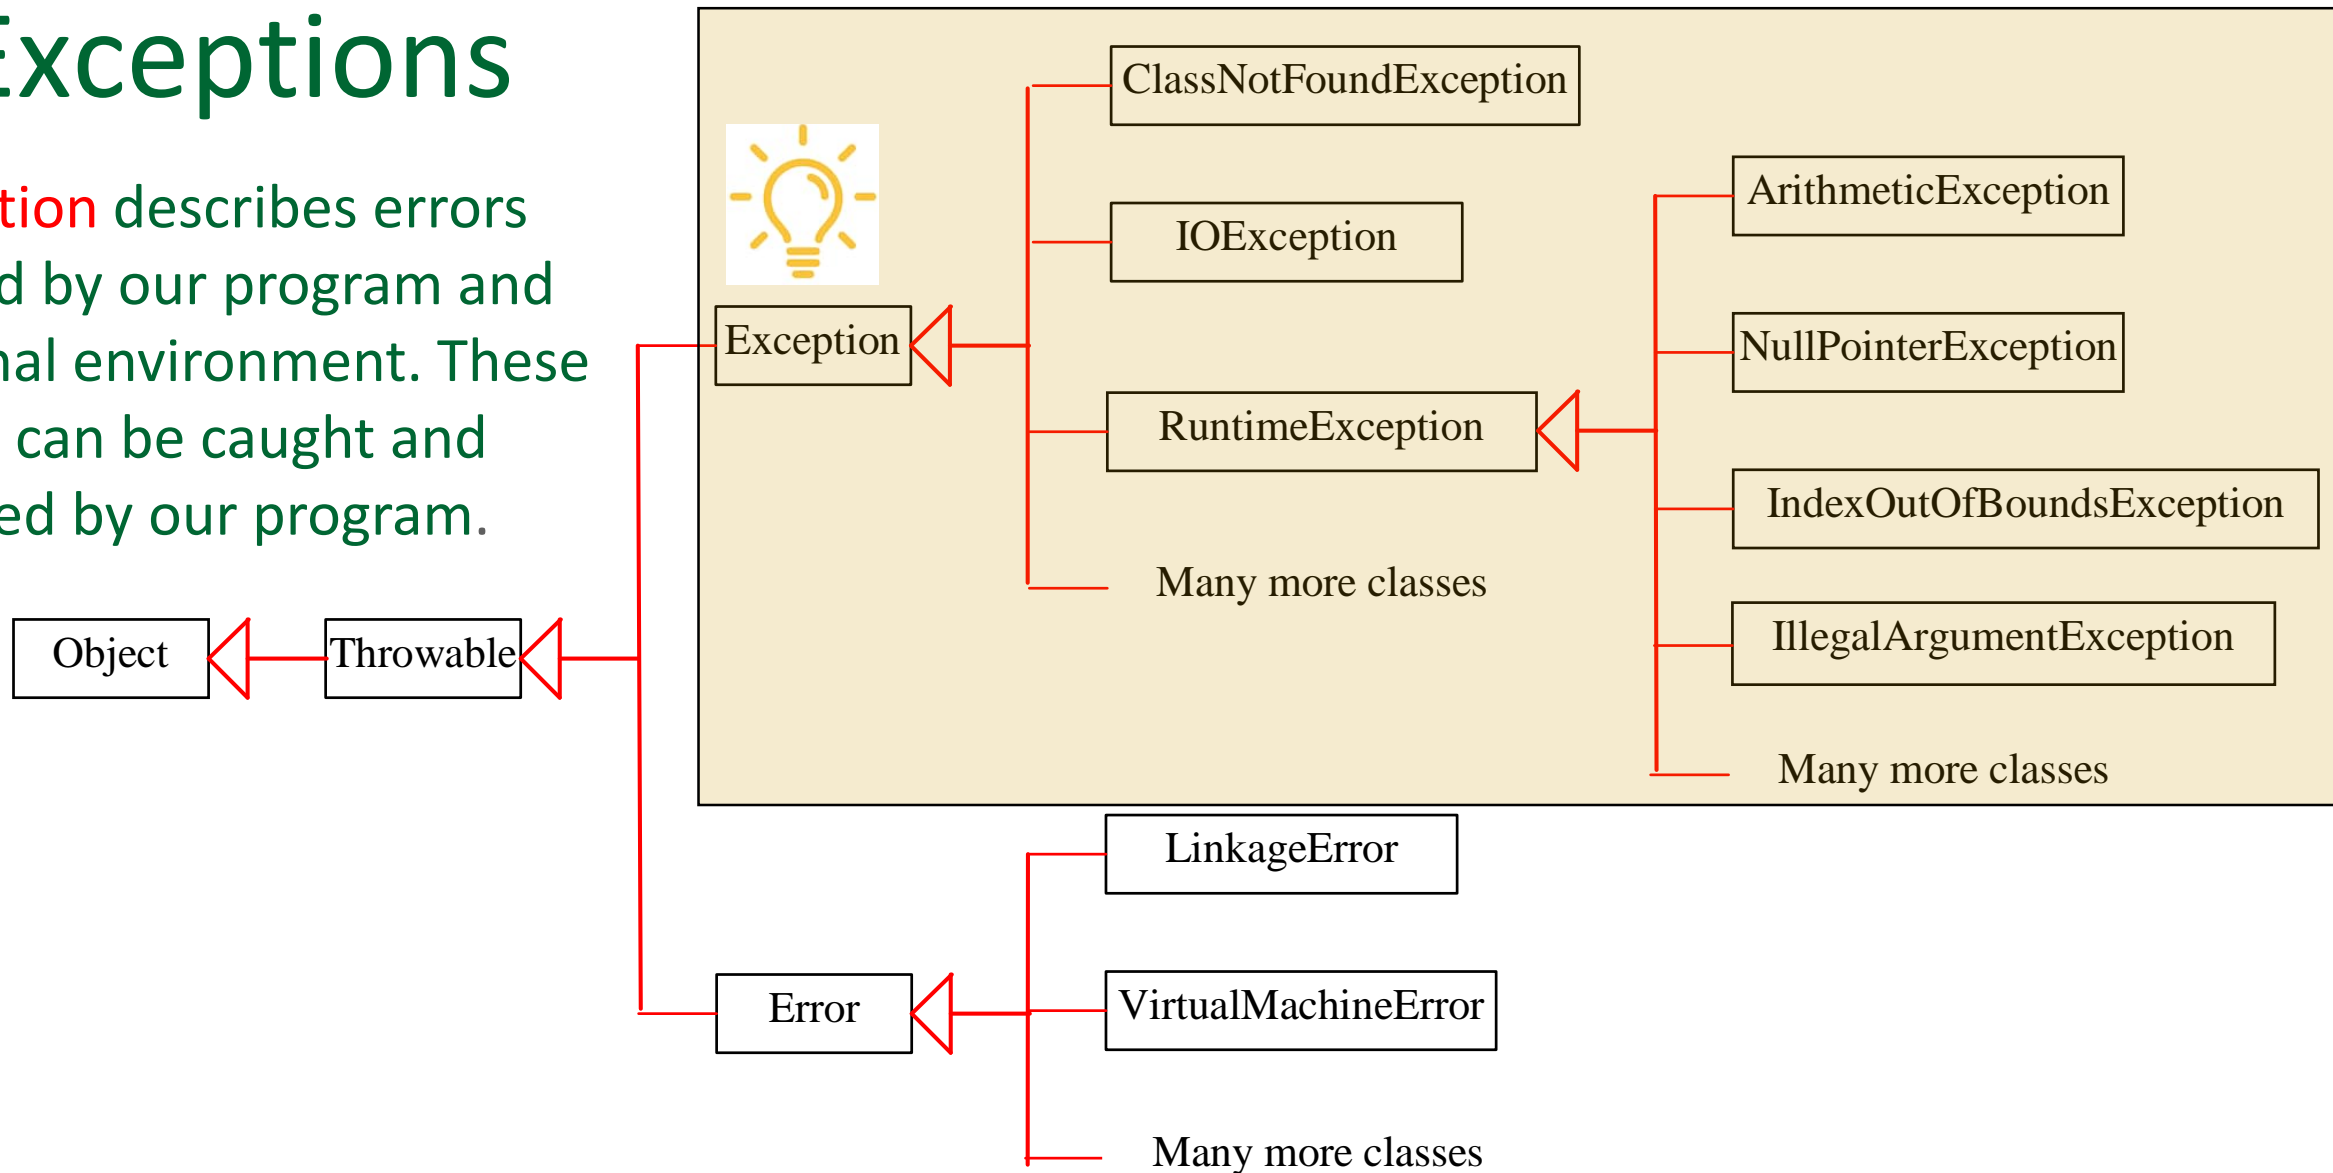 Exceptions
tion describes errors
d by our program and
nal environment. These
can be caught and
ed by our program.
Object
Throwable
Exception
ClassNotFoundException
IOException
RuntimeException
Many more classes
ArithmeticException
NullPointerException
IndexOutOfBoundsException
IllegalArgumentException
Many more classes
Error
LinkageError
VirtualMachineError
Many more classes